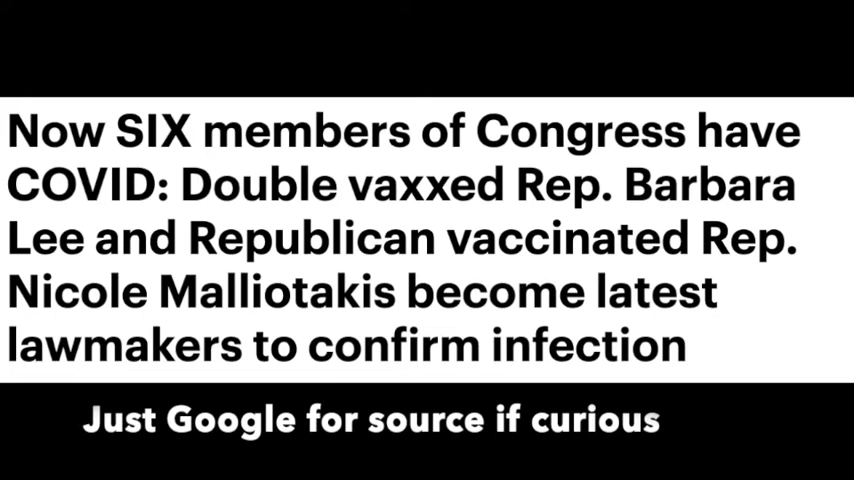 Now SIX members of Congress have
COVID: Double vaxxed Rep. Barbara
Lee and Republican vaccinated Rep.
Nicole Malliotakis become latest
lawmakers to confirm infection
Just Google for source if curious